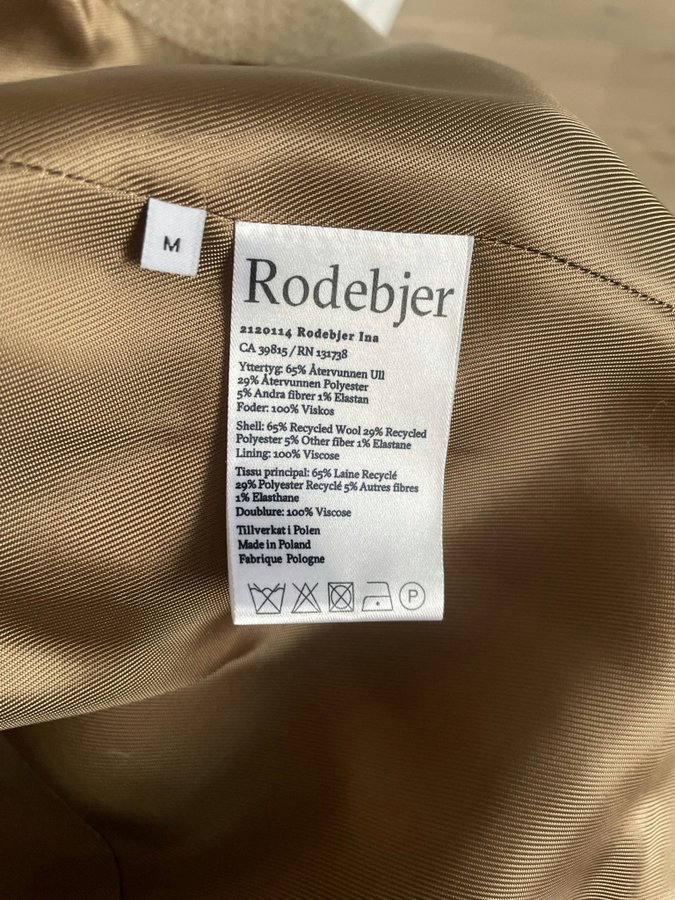 M
Rodebjer
2120114 Rodebjer Ina
CA 39815 / RN 131738
Yttertyg: 65% Återvunnen Ull
29% Återvunnen Polyester
5% Andra fibrer 1% Elastan
Foder: 100% Viskos
Shell: 65% Recycled Wool 29% Recycled
Polyester 5% Other fiber 1% Elastane
Lining: 100% Viscose
Tissu principal: 65% Laine Recyclé
29% Polyester Recyclé 5% Autres fibres
1% Elasthane
Doublure: 100% Viscose
Tillverkat i Polen
Made in Poland
Fabrique Pologne
P